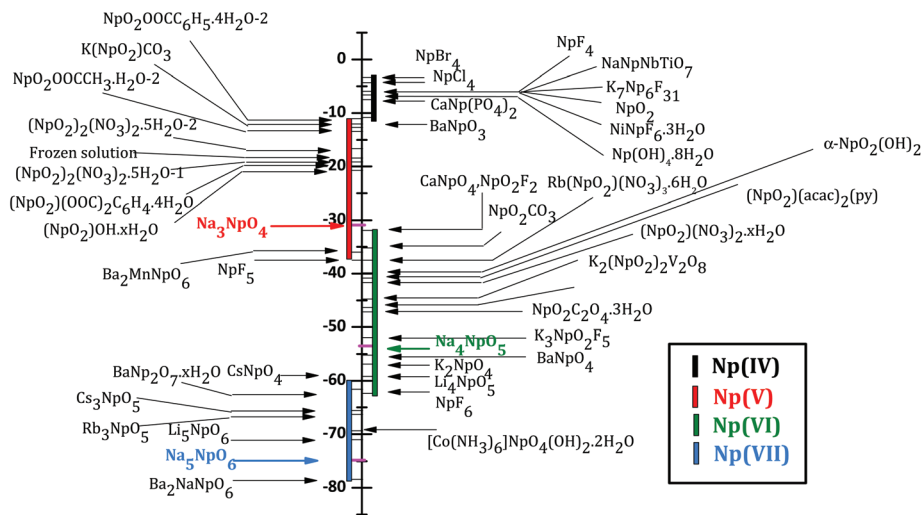 NpO2OOCC6H5.4H2O-2
K(NpO2)CO3
NpO2OOCCH3.H2O-2
(NpO2)2(NO3)2.5H2O-2
Frozen solution
(NpO2)2(NO3)2.5H2O-1
(NpO2)(OOC)2C6H4.4H2O
(NpO2)OH.xH2O
Na3NpO4
Ba2MnNpO6
NpF5
BaNp2O7.xH2O
CsNpO4
Cs3NpO5
Rb3NpO5
Li5NpO6
Na5NpO6
Ba2NaNpO6
0
-10
-20
-30
-40
-50
-60
-70
-80
NpBr4
NpCl4
CaNp(PO4)2
BaNpO3
NpF4
NaNpNbTiO7
K7Np6F31
NpO2
NiNpF6.3H2O
Np(OH)4.8H2O
α-NpO2(OH)2
CaNpO4,NpO2F2
Rb(NpO2)(NO3)3.6H2O
(NpO2)(acac)2(py)
NpO2CO3
(NpO2)(NO3)2.xH2O
K2(NpO2)2V2O8
NpO2C2O4.3H2O
K3NpO2F5
Na4NpO5
BaNpO4
K2NpO4
Li4NpO5
NpF6
[Co(NH3)6]NpO4(OH)2.2H2O
Np(IV)
Np(V)
Np(VI)
Np(VII)